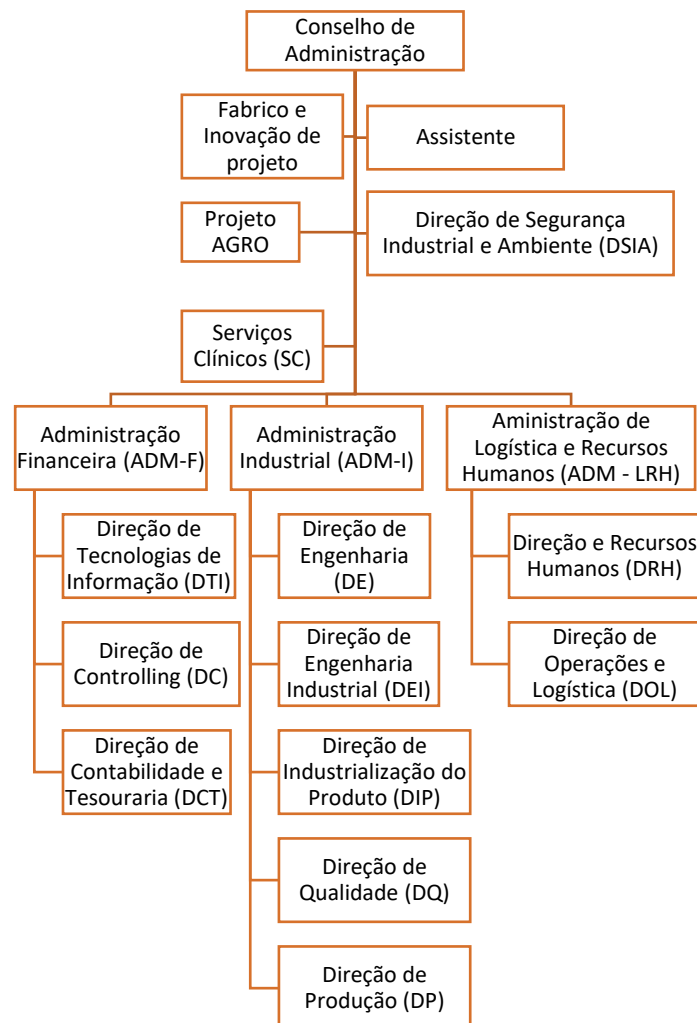 Conselho de
Administração
Fabrico e
Inovação de
projeto
Assistente
Projeto
AGRO
Direção de Segurança
Industrial e Ambiente (DSIA)
Serviços
Clínicos (SC)
Administração
Financeira (ADM-F)
Direção de
Tecnologias de
Informação (DTI)
Direção de
Controlling (DC)
Direção de
Contabilidade e
Tesouraria (DCT)
Administração
Industrial (ADM-I)
Direção de
Engenharia
(DE)
Direção de
Engenharia
Industrial (DEI)
Direção de
Industrialização do
Produto (DIP)
Direção de
Qualidade (DQ)
Direção de
Produção (DP)
Aministração de
Logística e Recursos
Humanos (ADM - LRH)
Direção e Recursos
Humanos (DRH)
Direção de
Operações e
Logística (DOL)